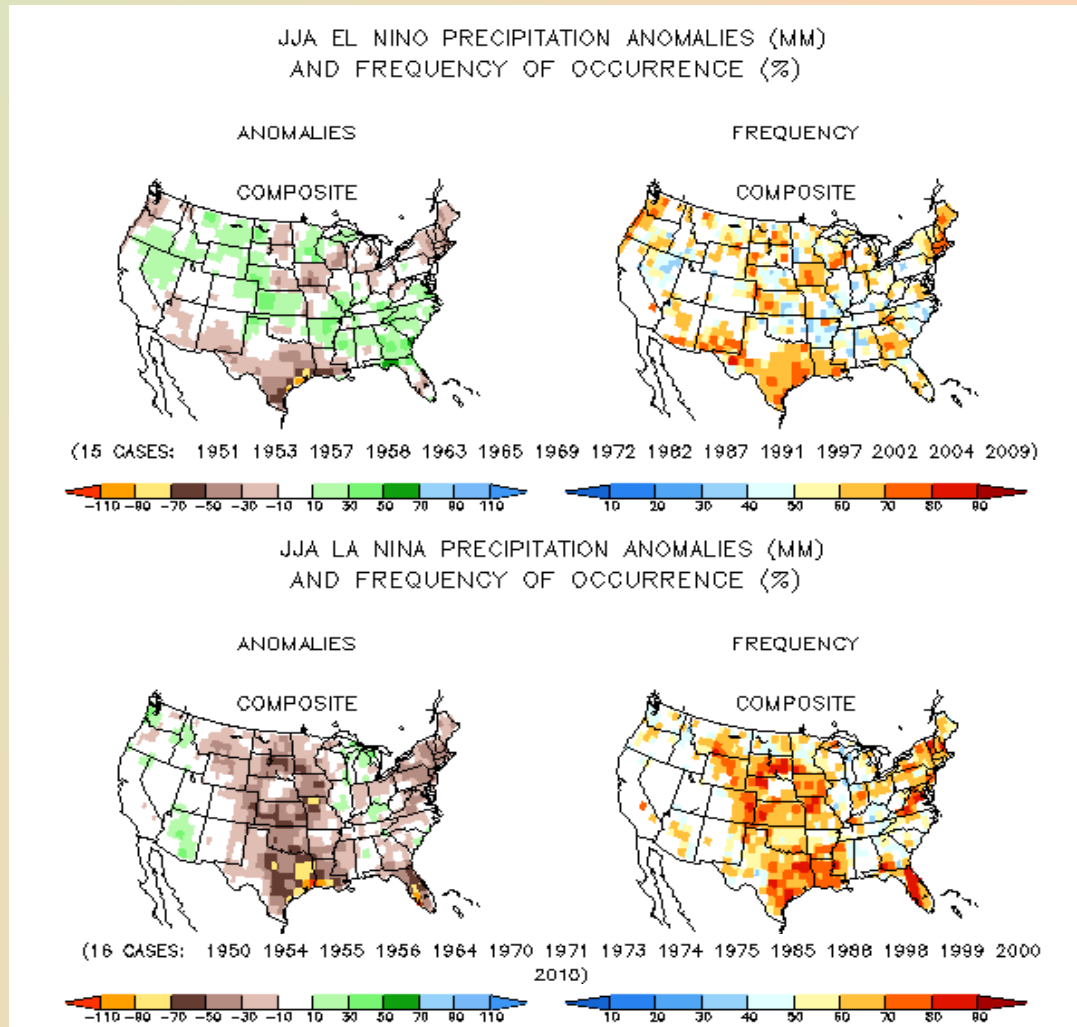 JJA EL NINO PRECIPITATION ANOMALIES (MM)
AND FREQUENCY OF OCCURRENCE (%)
ANOMALIES
FREQUENCY
COMPOSITE
COMPOSITE
(15 CASES: 1951 1953 1957 1958 1963 1965 1969 1972 1982 1987 1991 1997 2002 2004 2009)
-110 -90 -70 -50 -30 -10 10 30 50 70 90 110
10 20 30 40 50 60 70 80 90
JJA LA NINA PRECIPITATION ANOMALIES (MM)
AND FREQUENCY OF OCCURRENCE (%)
ANOMALIES
FREQUENCY
COMPOSITE
COMPOSITE
(16 CASES: 1950 1954 1955 1956 1964 1970 1971 1973 1974 1975 1985 1988 1998 1999 2000
2010)
-110 -90 -70 -50 -30 -10 10 30 50 70 90 110
10 20 30 40 50 60 70 80 90